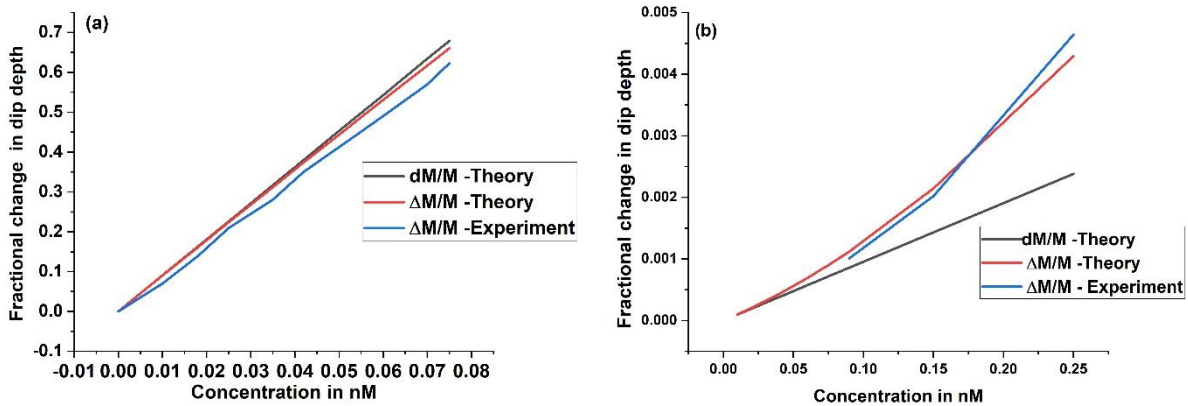 (a)
Fractional change in dip depth
0.7
0.6
0.5
0.4
0.3
0.2
0.1
0.0
-0.1
dM/M -Theory
ΔM/M -Theory
ΔM/M -Experiment
-0.01 0.00 0.01 0.02 0.03 0.04 0.05 0.06 0.07 0.08
Concentration in nM
(b)
Fractional change in dip depth
0.005
0.004
0.003
0.002
0.001
0.000
dM/M -Theory
ΔM/M -Theory
ΔM/M - Experiment
0.00 0.05 0.10 0.15 0.20 0.25
Concentration in nM